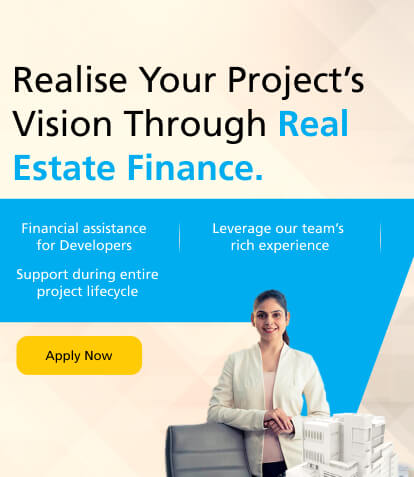 Realise Your Project’s
Vision Through Real
Estate Finance.
Financial assistance
for Developers
Leverage our team’s
rich experience
Support during entire
project lifecycle
Apply Now